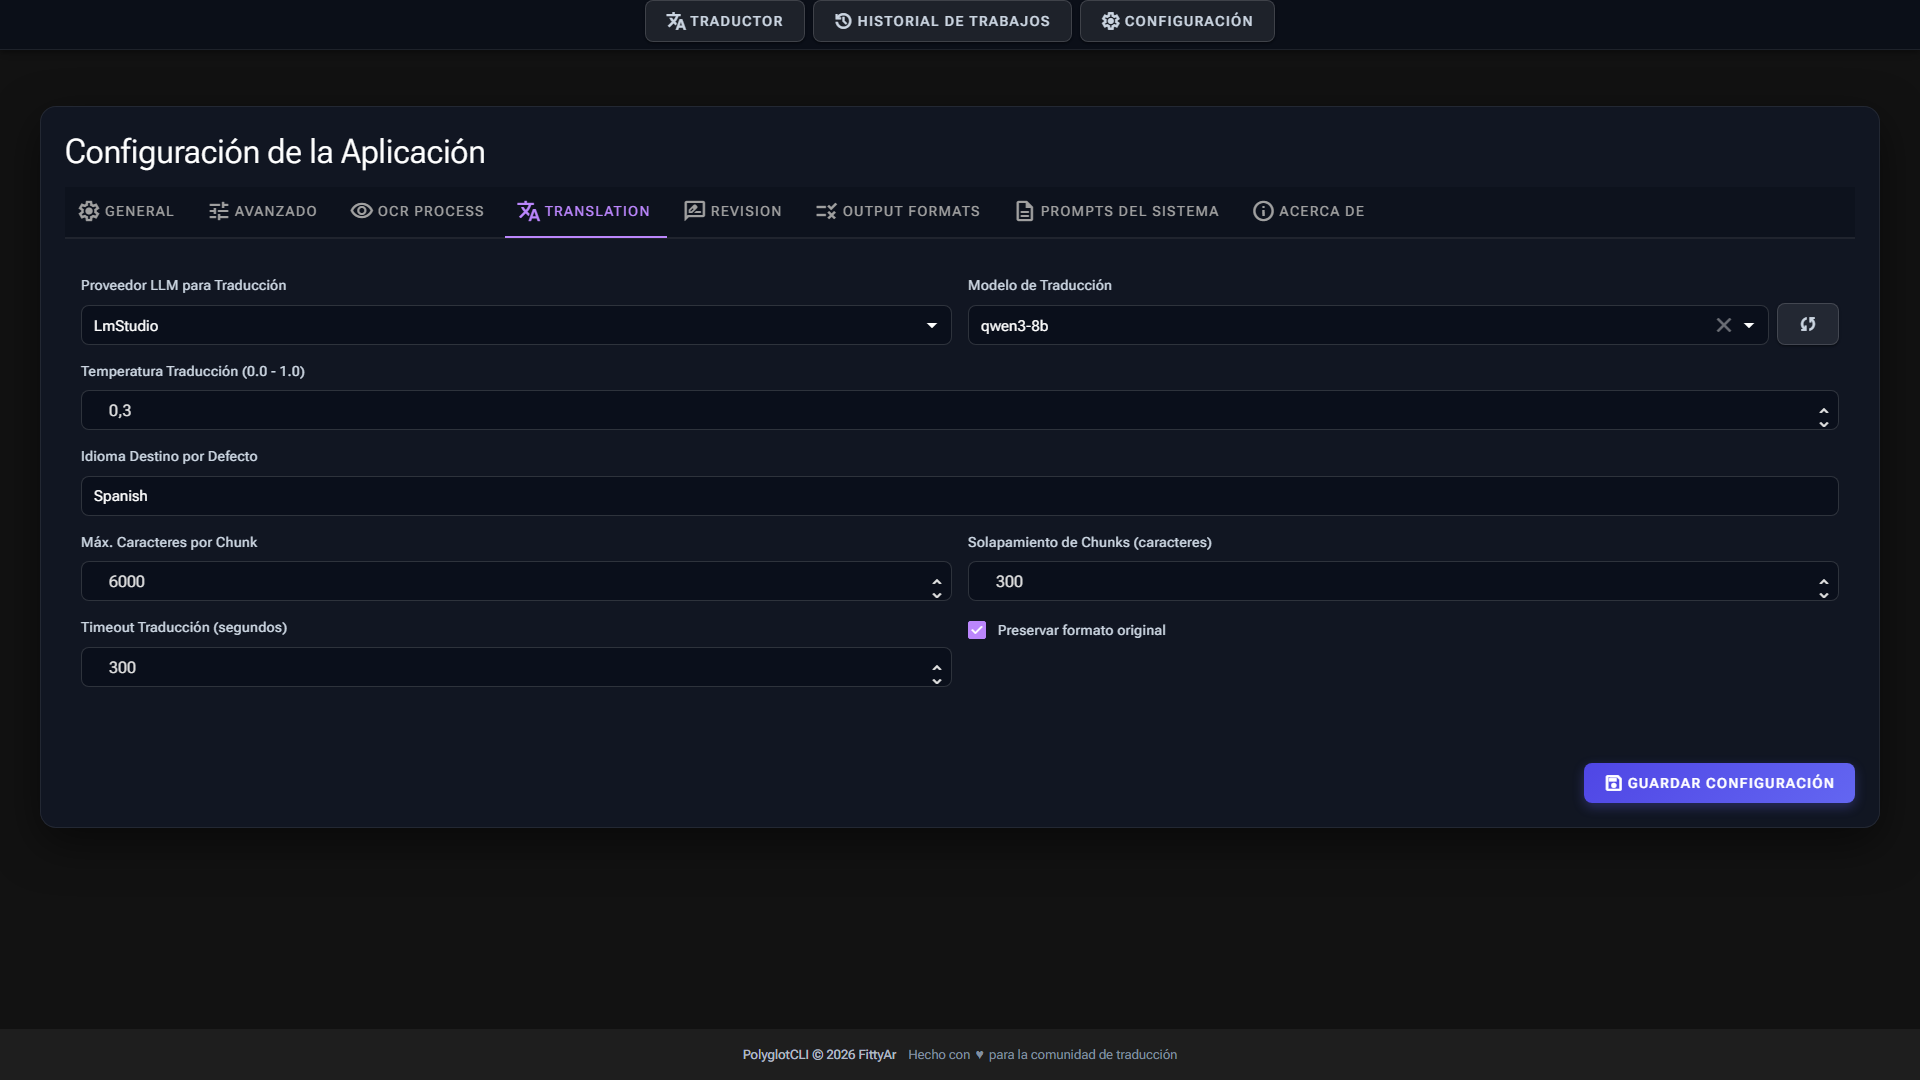 TRADUCTOR HISTORIAL DE TRABAJOS CONFIGURACIÓN
Configuración de la Aplicación
GENERAL AVANZADO OCR PROCESS TRANSLATION REVISION OUTPUT FORMATS PROMPTS DEL SISTEMA ACERCA DE
Proveedor LLM para Traducción Modelo de Traducción
LmStudio qwen3-8b
Temperatura Traducción (0.0 - 1.0)
0,3
Idioma Destino por Defecto
Spanish
Máx. Caracteres por Chunk Solapamiento de Chunks (caracteres)
6000 300
Timeout Traducción (segundos) Preservar formato original
300
GUARDAR CONFIGURACIÓN
PolyglotCLI © 2026 FittyAr Hecho con ♥ para la comunidad de traducción